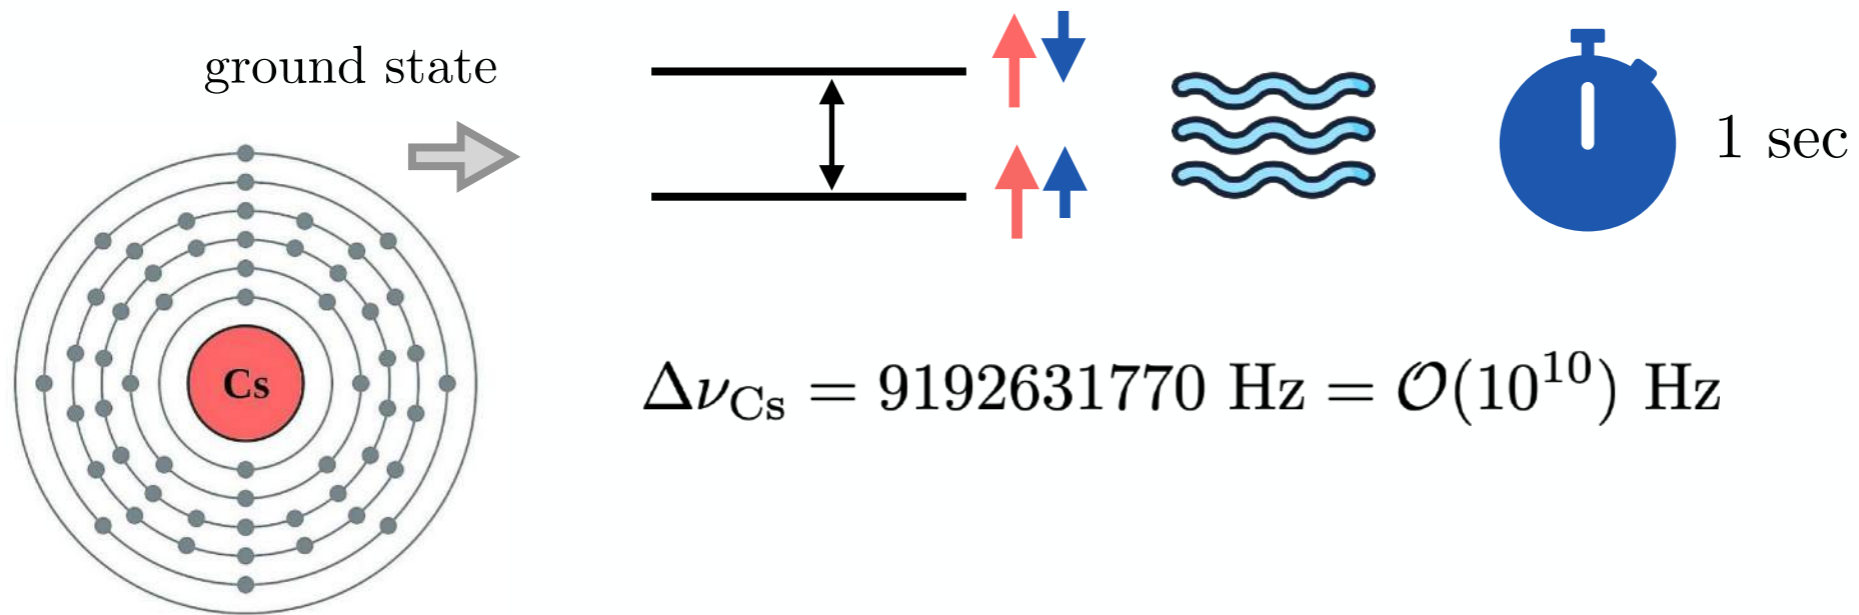 ground state
1 sec
Cs
Δν_Cs = 9192631770 Hz = 𝒪(10^10) Hz